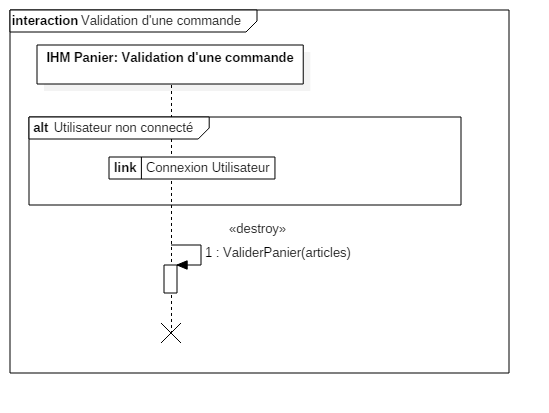 interaction Validation d'une commande
IHM Panier: Validation d'une commande
alt Utilisateur non connecté
link Connexion Utilisateur
«destroy»
1 : ValiderPanier(articles)